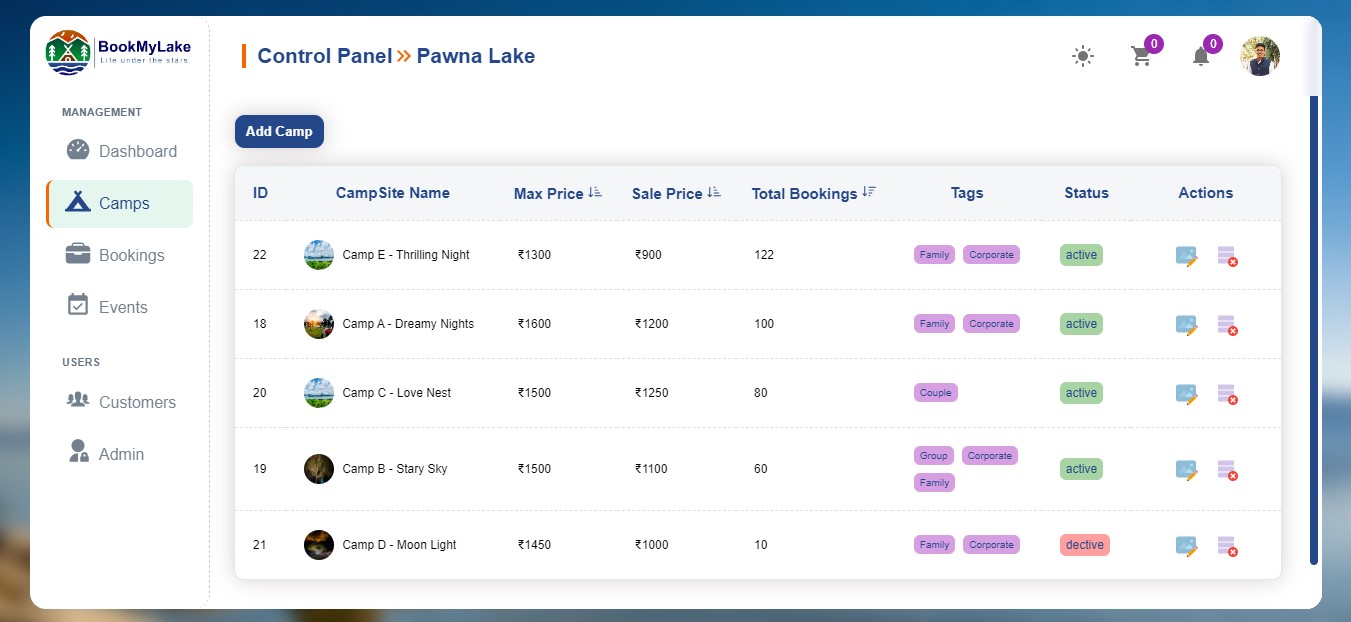 BookMyLake
Life under the stars
Control Panel » Pawna Lake
0
0
MANAGEMENT
Dashboard
Camps
Bookings
Events
USERS
Customers
Admin
Add Camp
ID CampSite Name Max Price Sale Price Total Bookings Tags Status Actions
22 Camp E - Thrilling Night ₹1300 ₹900 122 Family Corporate active
18 Camp A - Dreamy Nights ₹1600 ₹1200 100 Family Corporate active
20 Camp C - Love Nest ₹1500 ₹1250 80 Couple active
19 Camp B - Stary Sky ₹1500 ₹1100 60 Group Corporate active
Family
21 Camp D - Moon Light ₹1450 ₹1000 10 Family Corporate dective